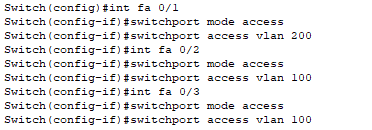 Switch(config)#int fa 0/1
Switch(config-if)#switchport mode access
Switch(config-if)#switchport access vlan 200
Switch(config-if)#int fa 0/2
Switch(config-if)#switchport mode access
Switch(config-if)#switchport access vlan 100
Switch(config-if)#int fa 0/3
Switch(config-if)#switchport mode access
Switch(config-if)#switchport access vlan 100